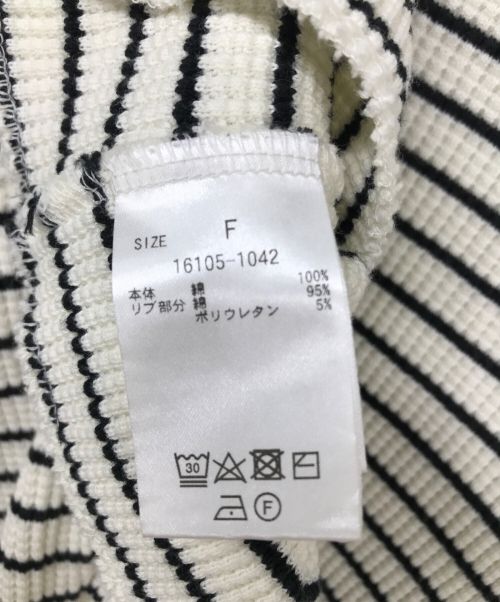 SIZE F
16105-1042
本体 綿 100%
リブ部分 綿 95%
ポリウレタン 5%
30
F